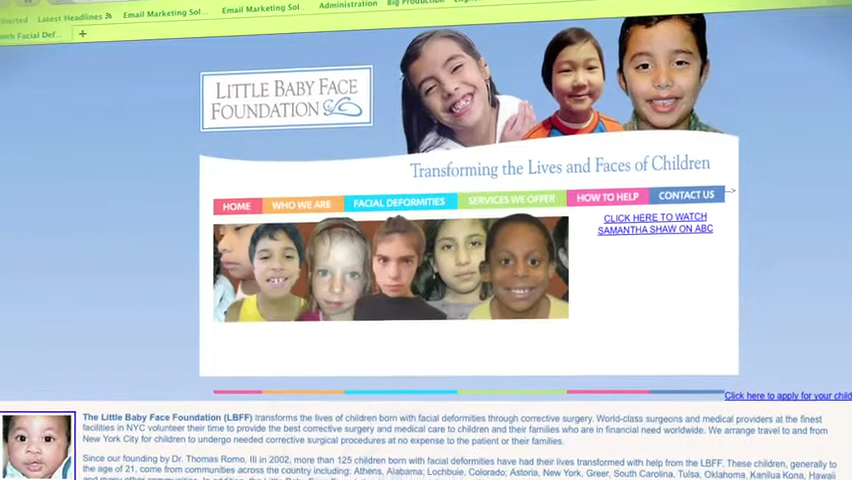 Latest Headlines
Email Marketing Sol..
Email Marketing Sol..
Administration
Big Production
+
LITTLE BABY FACE
FOUNDATION
Transforming the Lives and Faces of Children
HOME
WHO WE ARE
FACIAL DEFORMITIES
SERVICES WE OFFER
HOW TO HELP
CONTACT US
CLICK HERE TO WATCH
SAMANTHA SHAW ON ABC
Click here to apply for your child
The Little Baby Face Foundation (LBFF) transforms the lives of children born with facial deformities through corrective surgery. World-class surgeons and medical providers at the finest
facilities in NYC volunteer their time to provide the best corrective surgery and medical care to children and their families who are in financial need worldwide. We arrange travel to and from
New York City for children to undergo needed corrective surgical procedures at no expense to the patient or their families.
Since our founding by Dr. Thomas Romo, III in 2002, more than 125 children born with facial deformities have had their lives transformed with help from the LBFF. These children, generally to
the age of 21, come from communities across the country including: Athens, Alabama; Lochbuie, Colorado, Astoria, New York, Greer, South Carolina, Tulsa, Oklahoma, Kanilua Kona, Hawaii